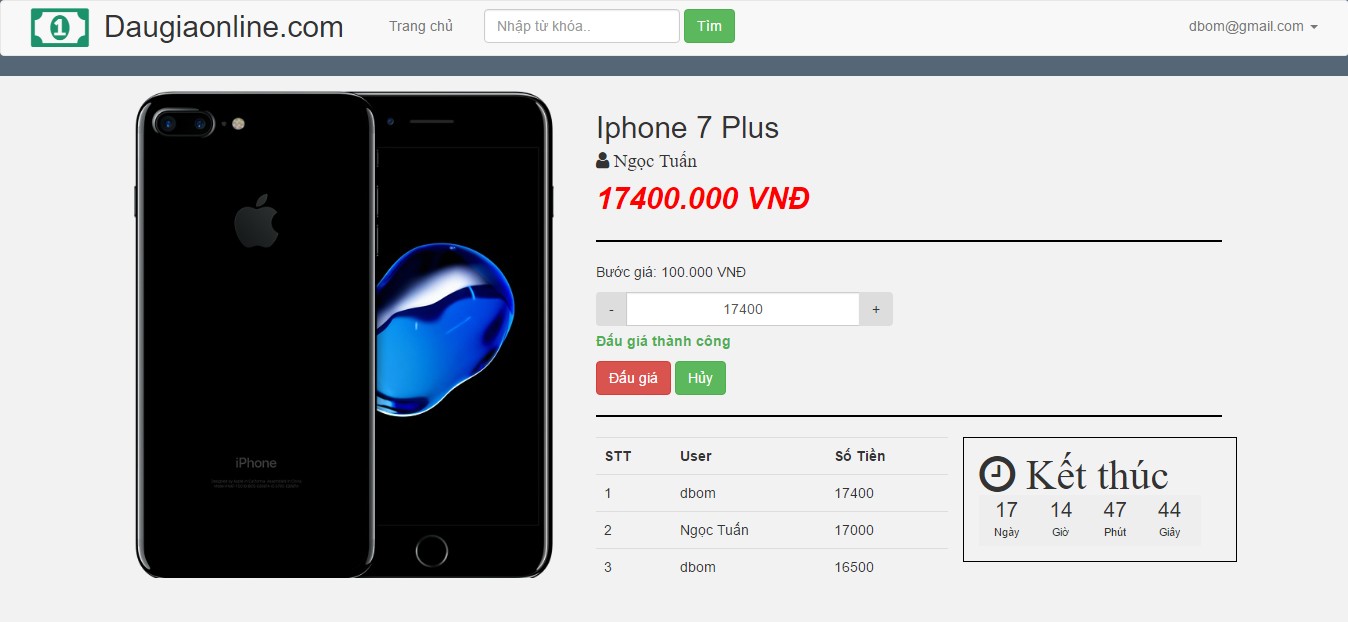 1 Daugiaonline.com Trang chủ Nhập từ khóa.. Tìm dbom@gmail.com
Iphone 7 Plus
Ngọc Tuấn
17400.000 VNĐ
Bước giá: 100.000 VNĐ
- 17400 +
Đấu giá thành công
Đấu giá Hủy
STT User Số Tiền
1 dbom 17400
2 Ngọc Tuấn 17000
3 dbom 16500
Kết thúc
17 14 47 44
Ngày Giờ Phút Giây
iPhone